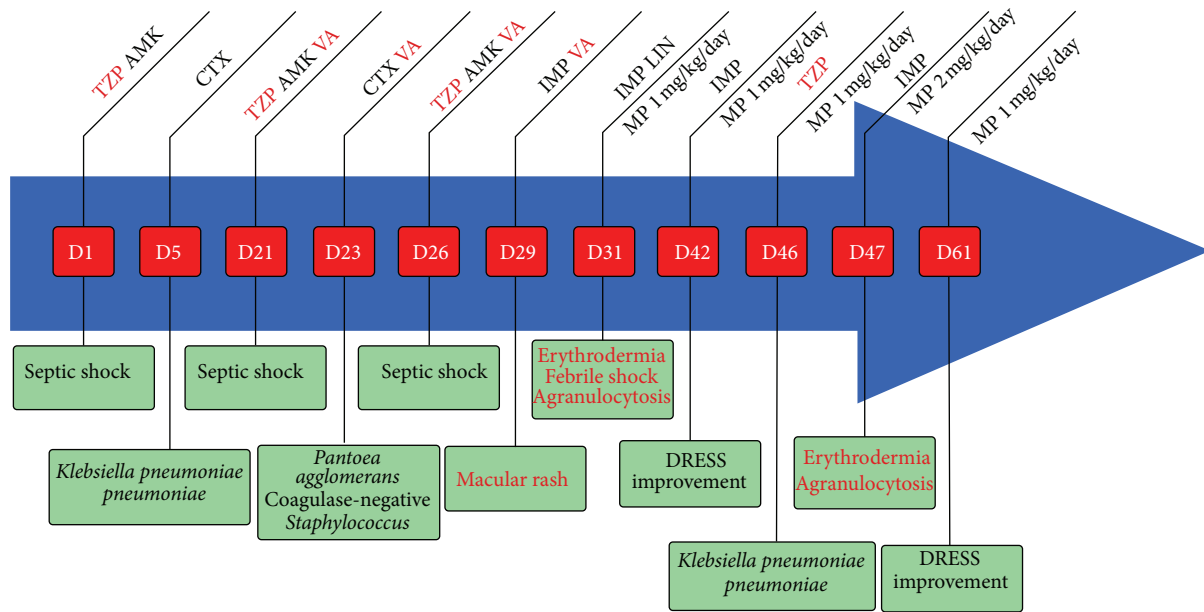 TZP AMK
CTX
TZP AMK VA
CTX VA
TZP AMK VA
IMP VA
IMP LIN
MP 1 mg/kg/day
IMP
MP 1 mg/kg/day
TZP
MP 1 mg/kg/day
IMP
MP 2 mg/kg/day
MP 1 mg/kg/day
D1
D5
D21
D23
D26
D29
D31
D42
D46
D47
D61
Septic shock
Klebsiella pneumoniae
pneumoniae
Septic shock
Pantoea
agglomerans
Coagulase-negative
Staphylococcus
Septic shock
Macular rash
Erythrodermia
Febrile shock
Agranulocytosis
DRESS
improvement
Klebsiella pneumoniae
pneumoniae
Erythrodermia
Agranulocytosis
DRESS
improvement